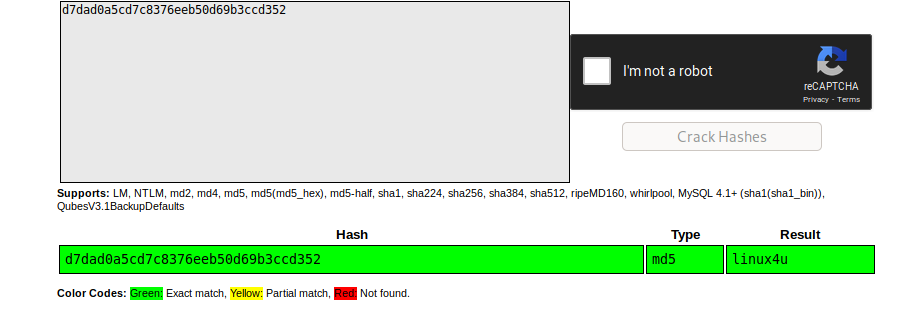 d7dad0a5cd7c8376eeb50d69b3ccd352
I'm not a robot
reCAPTCHA
Privacy - Terms
Crack Hashes
Supports: LM, NTLM, md2, md4, md5, md5(md5_hex), md5-half, sha1, sha224, sha256, sha384, sha512, ripeMD160, whirlpool, MySQL 4.1+ (sha1(sha1_bin)),
QubesV3.1BackupDefaults
Hash Type Result
d7dad0a5cd7c8376eeb50d69b3ccd352 md5 linux4u
Color Codes: Green: Exact match, Yellow: Partial match, Red: Not found.